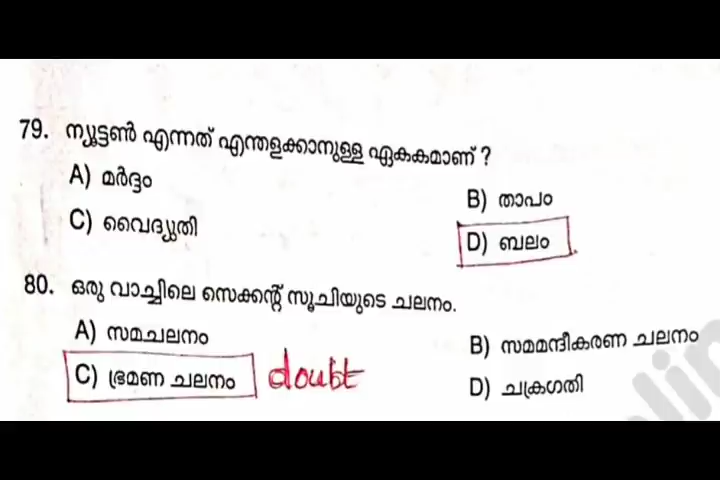 79. ന്യൂട്ടൺ എന്നത് എന്തളക്കാനുള്ള ഏകകമാണ് ?
A) മർദ്ദം
B) താപം
C) വൈദ്യുതി
D) ബലം
80. ഒരു വാച്ചിലെ സെക്കന്റ് സൂചിയുടെ ചലനം.
A) സമചലനം
B) സമമന്ദീകരണ ചലനം
C) ഭ്രമണ ചലനം doubt
D) ചക്രഗതി